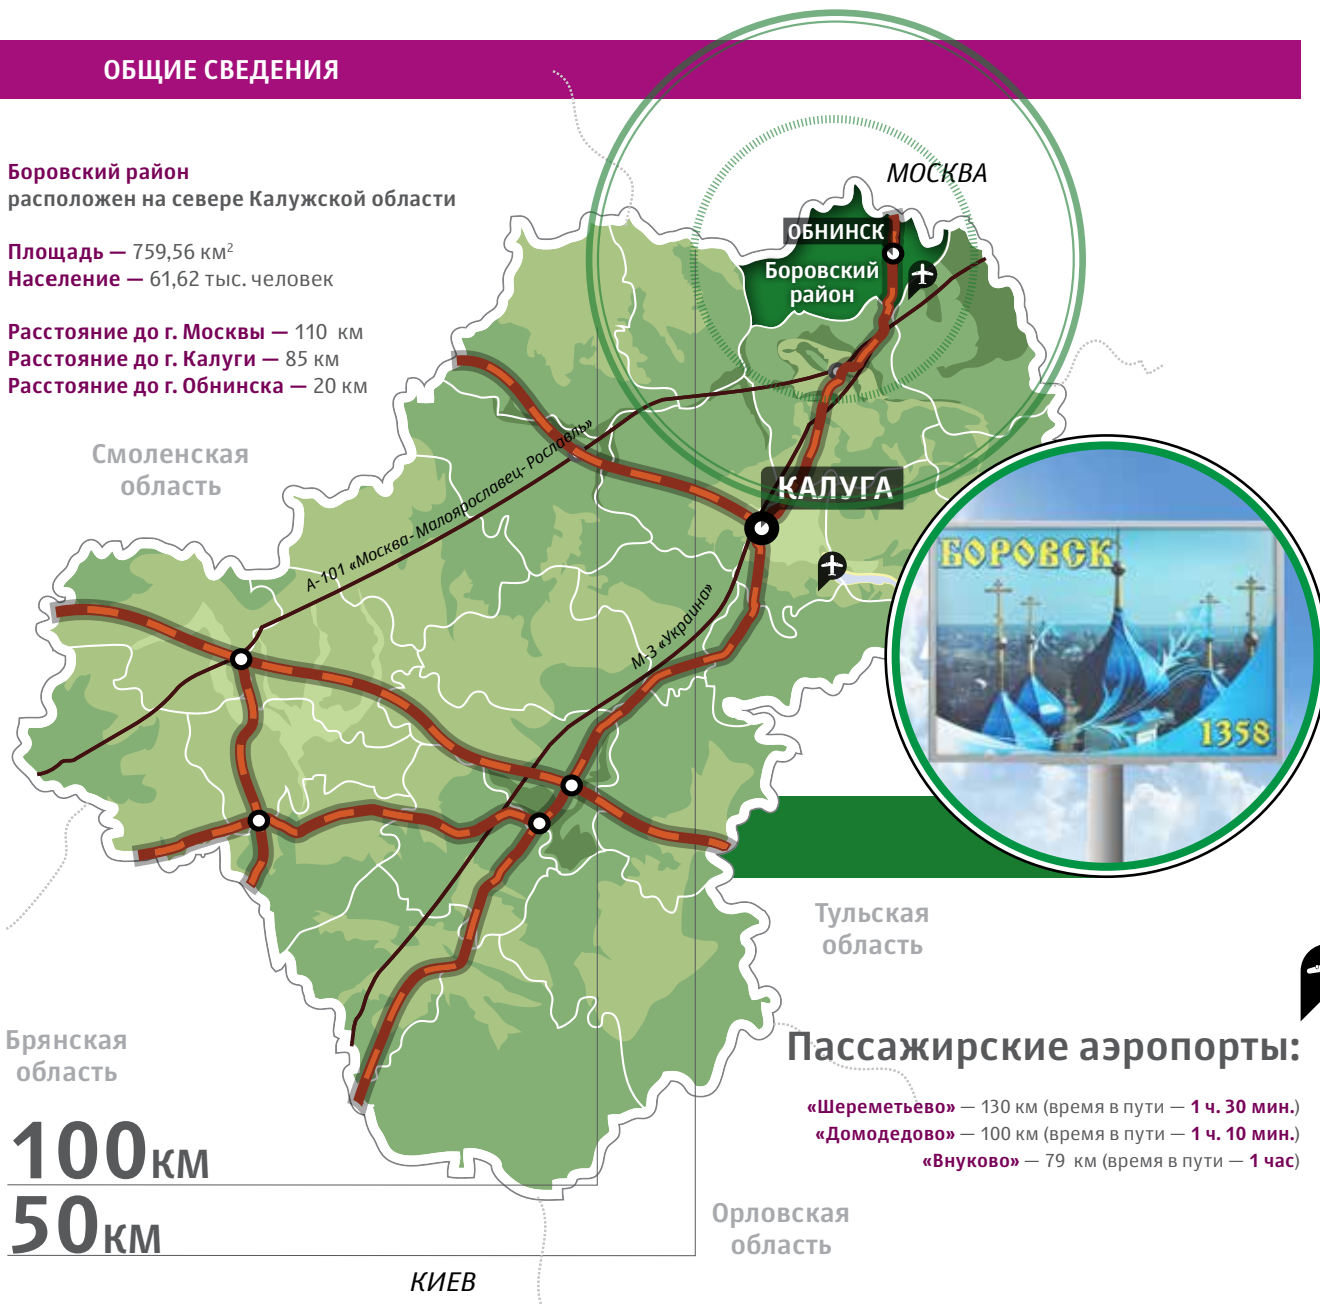 ОБЩИЕ СВЕДЕНИЯ
Боровский район
расположен на севере Калужской области
Площадь — 759,56 км²
Население — 61,62 тыс. человек
Расстояние до г. Москвы — 110 км
Расстояние до г. Калуги — 85 км
Расстояние до г. Обнинска — 20 км
МОСКВА
ОБНИНСК
Боровский
район
Смоленская
область
А-101 «Москва-Малоярославец-Рославль»
КАЛУГА
М-3 «Украина»
БОРОВСК
1358
Тульская
область
Брянская
область
Пассажирские аэропорты:
«Шереметьево» — 130 км (время в пути — 1 ч. 30 мин.)
«Домодедово» — 100 км (время в пути — 1 ч. 10 мин.)
«Внуково» — 79 км (время в пути — 1 час)
100км
50км
Орловская
область
КИЕВ